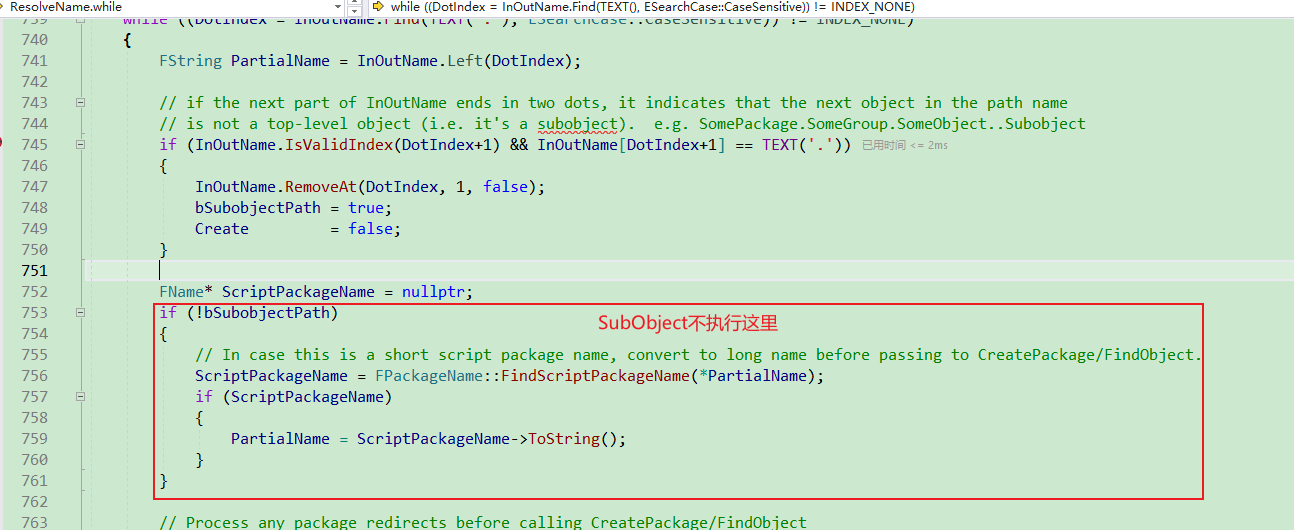 ResolveName.while
while ((DotIndex = InOutName.Find(TEXT(), ESearchCase::CaseSensitive)) != INDEX_NONE)
739 while ((DotIndex = InOutName.Find(TEXT("."), ESearchCase::CaseSensitive)) != INDEX_NONE)
740 {
741 FString PartialName = InOutName.Left(DotIndex);
742
743 // if the next part of InOutName ends in two dots, it indicates that the next object in the path name
744 // is not a top-level object (i.e. it's a subobject). e.g. SomePackage.SomeGroup.SomeObject..Subobject
745 if (InOutName.IsValidIndex(DotIndex+1) && InOutName[DotIndex+1] == TEXT('.')) 已用时间 <= 2ms
746 {
747 InOutName.RemoveAt(DotIndex, 1, false);
748 bSubobjectPath = true;
749 Create = false;
750 }
751
752 FName* ScriptPackageName = nullptr;
753 if (!bSubobjectPath)
SubObject不执行这里
754 {
755 // In case this is a short script package name, convert to long name before passing to CreatePackage/FindObject.
756 ScriptPackageName = FPackageName::FindScriptPackageName(*PartialName);
757 if (ScriptPackageName)
758 {
759 PartialName = ScriptPackageName->ToString();
760 }
761 }
762
763 // Process any package redirects before calling CreatePackage/FindObject